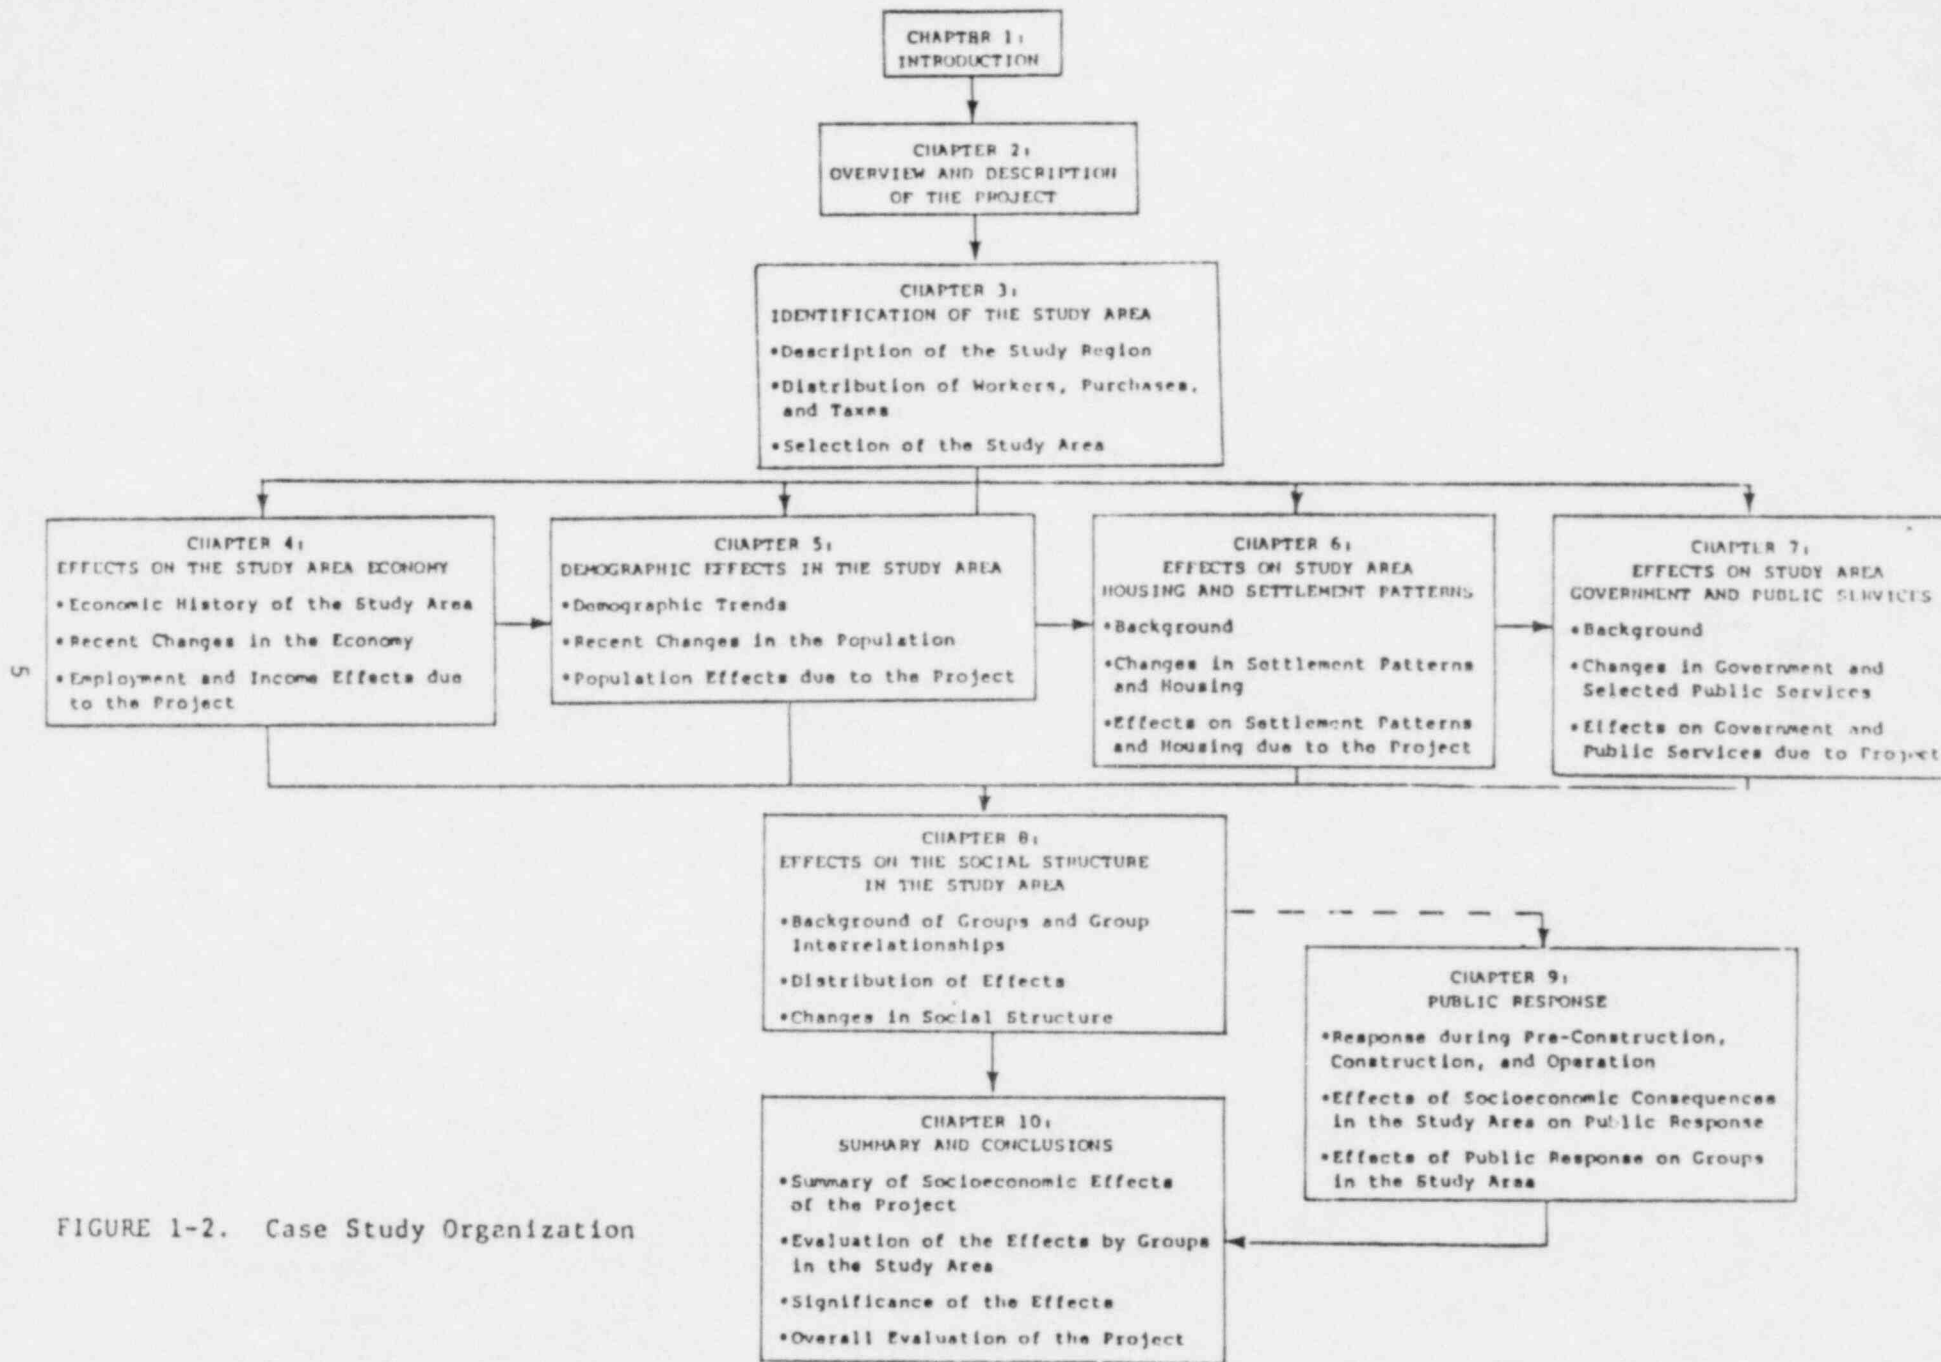 CHAPTER 1:
INTRODUCTION
CHAPTER 2:
OVERVIEW AND DESCRIPTION
OF THE PROJECT
CHAPTER 3:
IDENTIFICATION OF THE STUDY AREA
•Description of the Study Region
•Distribution of Workers, Purchases,
and Taxes
•Selection of the Study Area
CHAPTER 4:
EFFECTS ON THE STUDY AREA ECONOMY
•Economic History of the Study Area
•Recent Changes in the Economy
•Employment and Income Effects due
to the Project
CHAPTER 5:
DEMOGRAPHIC EFFECTS IN THE STUDY AREA
•Demographic Trends
•Recent Changes in the Population
•Population Effects due to the Project
CHAPTER 6:
EFFECTS ON STUDY AREA
HOUSING AND SETTLEMENT PATTERNS
•Background
•Changes in Settlement Patterns
and Housing
•Effects on Settlement Patterns
and Housing due to the Project
CHAPTER 7:
EFFECTS ON STUDY AREA
GOVERNMENT AND PUBLIC SERVICES
•Background
•Changes in Government and
Selected Public Services
•Effects on Government and
Public Services due to Project
5
CHAPTER 8:
EFFECTS ON THE SOCIAL STRUCTURE
IN THE STUDY AREA
•Background of Groups and Group
Interrelationships
•Distribution of Effects
•Changes in Social Structure
CHAPTER 9:
PUBLIC RESPONSE
•Response during Pre-Construction,
Construction, and Operation
•Effects of Socioeconomic Consequences
in the Study Area on Public Response
•Effects of Public Response on Groups
in the Study Area
CHAPTER 10:
SUMMARY AND CONCLUSIONS
•Summary of Socioeconomic Effects
of the Project
•Evaluation of the Effects by Groups
in the Study Area
•Significance of the Effects
•Overall Evaluation of the Project
FIGURE 1-2. Case Study Organization